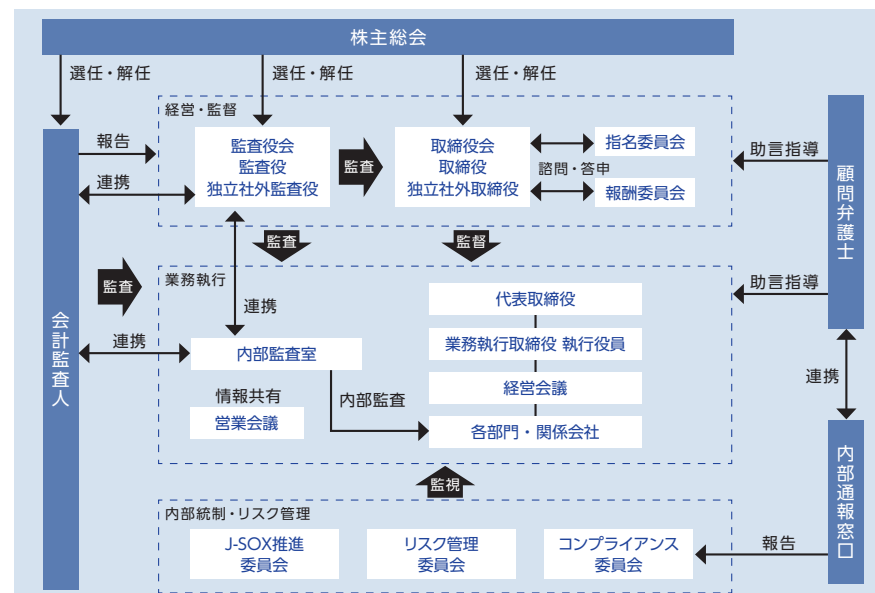 株主総会
選任・解任
選任・解任
選任・解任
経営・監督
報告
連携
監査役会
監査役
独立社外監査役
監査
取締役会
取締役
独立社外取締役
指名委員会
諮問・答申
報酬委員会
助言指導
顧問弁護士
監査
監督
監査
業務執行
連携
代表取締役
助言指導
会計監査人
連携
内部監査室
業務執行取締役 執行役員
経営会議
連携
情報共有
営業会議
内部監査
各部門・関係会社
監視
内部統制・リスク管理
J-SOX推進
委員会
リスク管理
委員会
コンプライアンス
委員会
報告
内部通報窓口